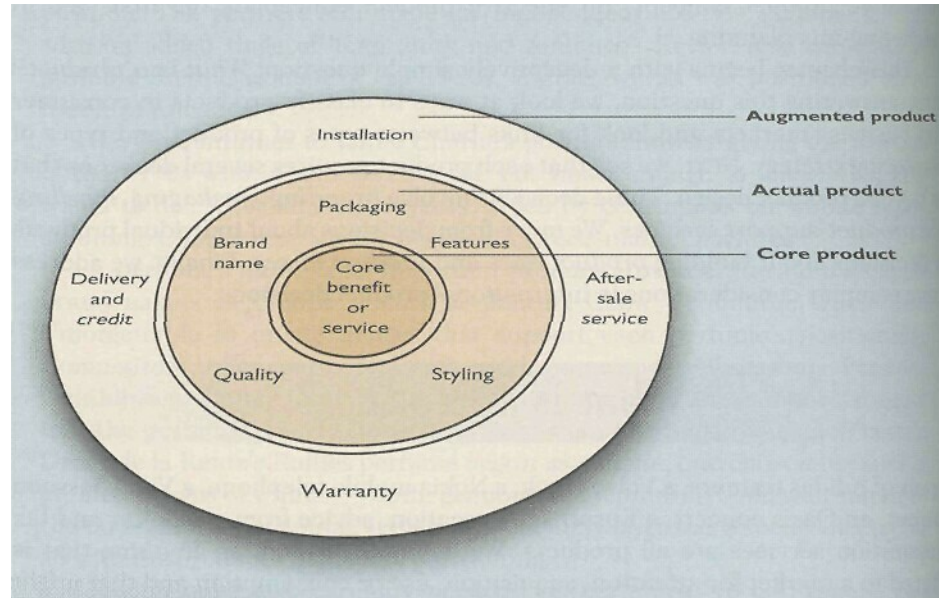 Installation
Augmented product
Actual product
Packaging
Brand
name
Features
Core product
Core
benefit
or
service
Delivery
and
credit
After-
sale
service
Quality
Styling
Warranty